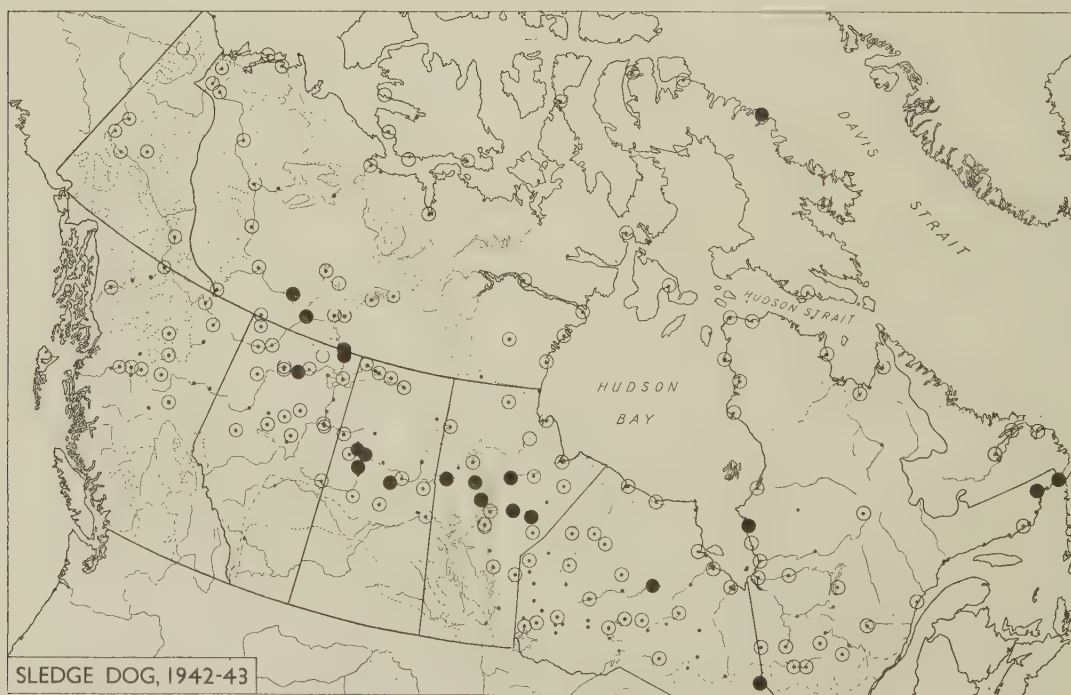 DAVIS
STRAIT
HUDSON STRAIT
HUDSON
BAY
SLEDGE DOG, 1942-43